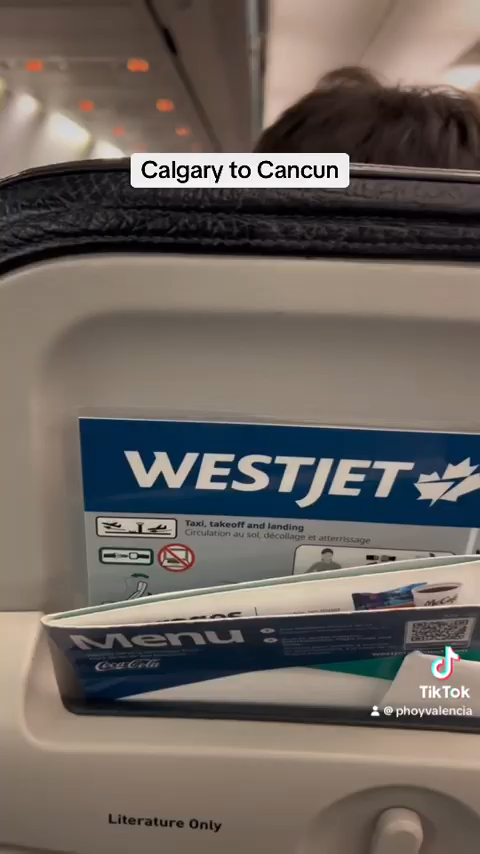 Calgary to Cancun
WESTJET
Taxi, takeoff and landing
Circulation au sol, décollage et atterrissage
Menu
Coca-Cola
McCafé
TikTok
@phoyvalencia
Literature Only